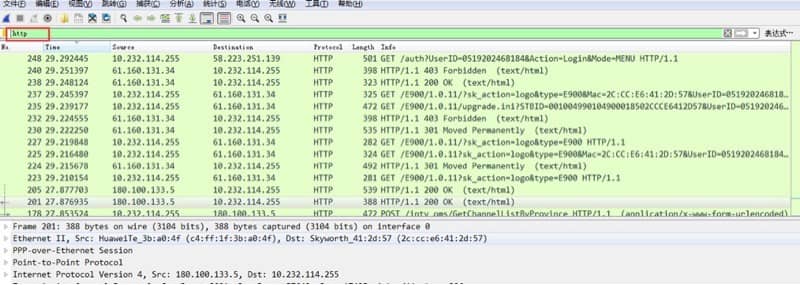 文件(F) 编辑(E) 视图(V) 跳转(G) 捕获(C) 分析(A) 统计(S) 电话(Y) 无线(W) 工具(T) 帮助(H)
http 表达式…
No. Time Source Destination Protocol Length Info
248 29.292445 10.232.114.255 58.223.251.139 HTTP 501 GET /auth?UserID=0519202468184&Action=Login&Mode=MENU HTTP/1.1
240 29.251397 61.160.131.34 10.232.114.255 HTTP 398 HTTP/1.1 403 Forbidden (text/html)
238 29.248124 61.160.131.34 10.232.114.255 HTTP 323 HTTP/1.1 200 OK (text/html)
237 29.245397 10.232.114.255 61.160.131.34 HTTP 312 GET /E900/1.0.11/?sk_action=logo&type=E900&Mac=2C:CC:E6:41:2D:57&UserID=051920246818…
235 29.239177 10.232.114.255 61.160.131.34 HTTP 472 GET /E900/1.0.11/upgrade.ini?STBID=00100499010490001B502CCCE6412D57&UserID=051920246…
232 29.224555 61.160.131.34 10.232.114.255 HTTP 398 HTTP/1.1 403 Forbidden (text/html)
230 29.222250 61.160.131.34 10.232.114.255 HTTP 535 HTTP/1.1 301 Moved Permanently (text/html)
227 29.219848 10.232.114.255 61.160.131.34 HTTP 282 GET /E900/1.0.11/?sk_action=logo&type=E900 HTTP/1.1
225 29.216480 10.232.114.255 61.160.131.34 HTTP 324 GET /E900/1.0.11?sk_action=logo&type=E900&Mac=2C:CC:E6:41:2D:57&UserID=0519202468184…
224 29.215678 61.160.131.34 10.232.114.255 HTTP 492 HTTP/1.1 301 Moved Permanently (text/html)
223 29.210154 10.232.114.255 61.160.131.34 HTTP 281 GET /E900/1.0.11?sk_action=logo&type=E900 HTTP/1.1
205 27.877703 180.100.133.5 10.232.114.255 HTTP 539 HTTP/1.1 200 OK (text/html)
201 27.876935 180.100.133.5 10.232.114.255 HTTP 388 HTTP/1.1 200 OK (text/html)
178 27.853524 10.232.114.255 180.100.133.5 HTTP 472 POST /iptv_oms/GetChannelListByProvince HTTP/1.1 (application/x-www-form-urlencoded)
Frame 201: 388 bytes on wire (3104 bits), 388 bytes captured (3104 bits) on interface 0
Ethernet II, Src: HuaweiTe_3b:a0:4f (c4:ff:1f:3b:a0:4f), Dst: Skyworth_41:2d:57 (2c:cc:e6:41:2d:57)
PPP-over-Ethernet Session
Point-to-Point Protocol
Internet Protocol Version 4, Src: 180.100.133.5, Dst: 10.232.114.255